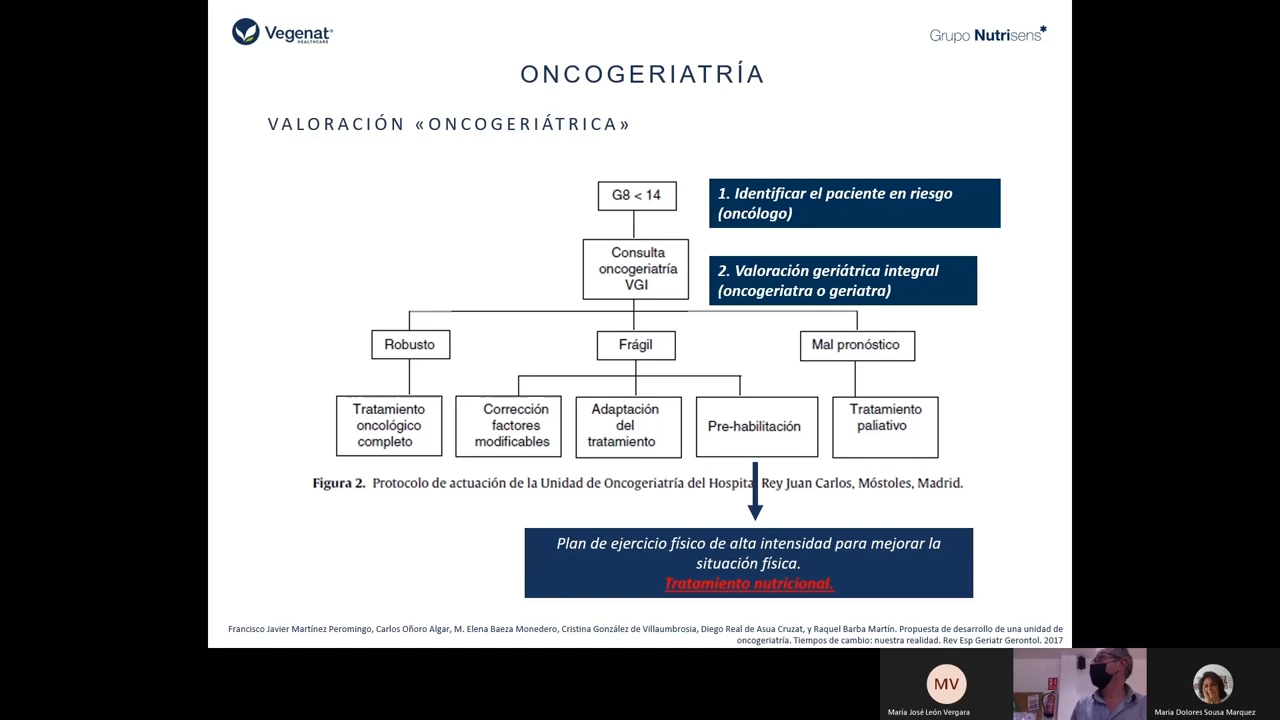 Vegenat®
HEALTHCARE
Grupo Nutrisens*
ONCOGERIATRÍA
VALORACIÓN «ONCOGERIÁTRICA»
G8 < 14
1. Identificar el paciente en riesgo
(oncólogo)
Consulta
oncogeriatría
VGI
2. Valoración geriátrica integral
(oncogeriatra o geriatra)
Robusto
Frágil
Mal pronóstico
Tratamiento
oncológico
completo
Corrección
factores
modificables
Adaptación
del
tratamiento
Pre-habilitación
Tratamiento
paliativo
Figura 2. Protocolo de actuación de la Unidad de Oncogeriatría del Hospital Rey Juan Carlos, Móstoles, Madrid.
Plan de ejercicio físico de alta intensidad para mejorar la
situación física.
Tratamiento nutricional.
Francisco Javier Martínez Peromingo, Carlos Oñoro Algar, M. Elena Baeza Monedero, Cristina González de Villaumbrosia, Diego Real de Asua Cruzat, y Raquel Barba Martín. Propuesta de desarrollo de una unidad de
oncogeriatría. Tiempos de cambio: nuestra realidad. Rev Esp Geriatr Gerontol. 2017
MV
María José León Vergara
Maria Dolores Sousa Marquez